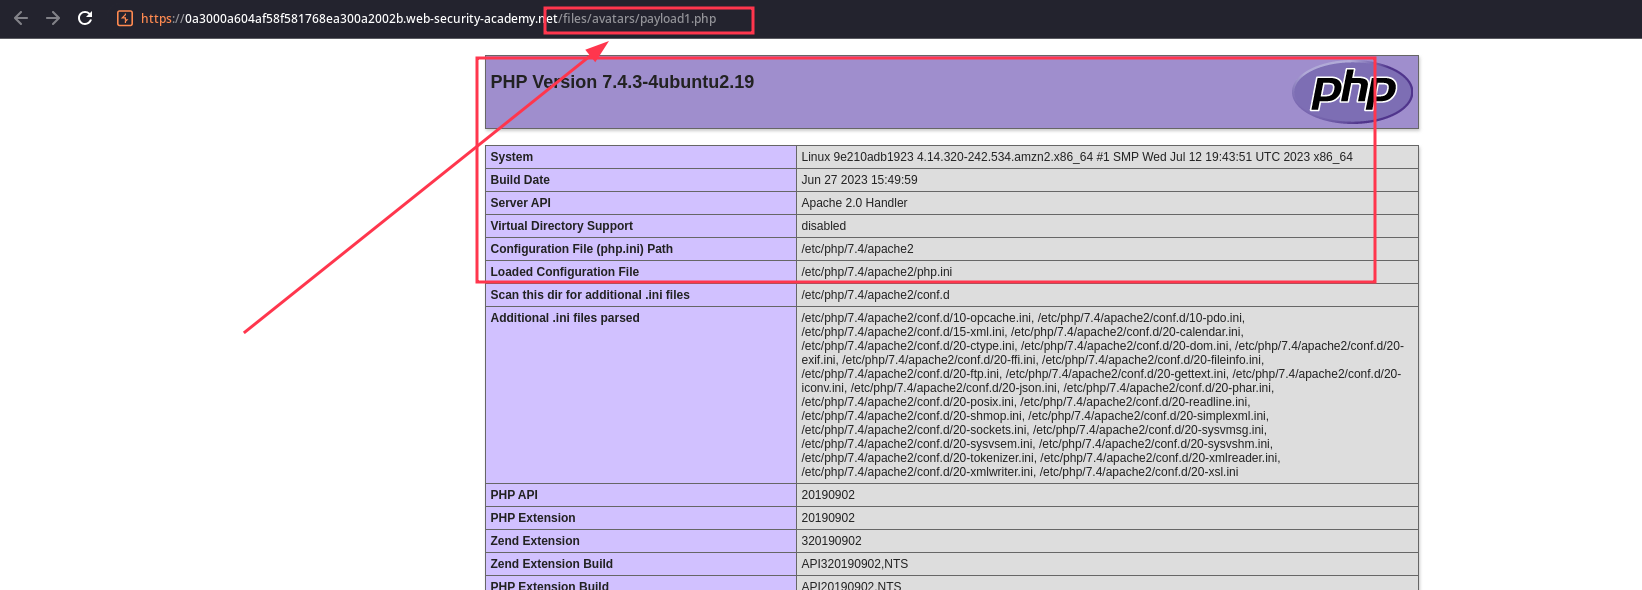 https://0a3000a604af58f581768ea300a2002b.web-security-academy.net/files/avatars/payload1.php
PHP Version 7.4.3-4ubuntu2.19
php
System Linux 9e210adb1923 4.14.320-242.534.amzn2.x86_64 #1 SMP Wed Jul 12 19:43:51 UTC 2023 x86_64
Build Date Jun 27 2023 15:49:59
Server API Apache 2.0 Handler
Virtual Directory Support disabled
Configuration File (php.ini) Path /etc/php/7.4/apache2
Loaded Configuration File /etc/php/7.4/apache2/php.ini
Scan this dir for additional .ini files /etc/php/7.4/apache2/conf.d
Additional .ini files parsed /etc/php/7.4/apache2/conf.d/10-opcache.ini, /etc/php/7.4/apache2/conf.d/10-pdo.ini,
/etc/php/7.4/apache2/conf.d/15-xml.ini, /etc/php/7.4/apache2/conf.d/20-calendar.ini,
/etc/php/7.4/apache2/conf.d/20-ctype.ini, /etc/php/7.4/apache2/conf.d/20-dom.ini, /etc/php/7.4/apache2/conf.d/20-
exif.ini, /etc/php/7.4/apache2/conf.d/20-ffi.ini, /etc/php/7.4/apache2/conf.d/20-fileinfo.ini,
/etc/php/7.4/apache2/conf.d/20-ftp.ini, /etc/php/7.4/apache2/conf.d/20-gettext.ini, /etc/php/7.4/apache2/conf.d/20-
iconv.ini, /etc/php/7.4/apache2/conf.d/20-json.ini, /etc/php/7.4/apache2/conf.d/20-phar.ini,
/etc/php/7.4/apache2/conf.d/20-posix.ini, /etc/php/7.4/apache2/conf.d/20-readline.ini,
/etc/php/7.4/apache2/conf.d/20-shmop.ini, /etc/php/7.4/apache2/conf.d/20-simplexml.ini,
/etc/php/7.4/apache2/conf.d/20-sockets.ini, /etc/php/7.4/apache2/conf.d/20-sysvmsg.ini,
/etc/php/7.4/apache2/conf.d/20-sysvsem.ini, /etc/php/7.4/apache2/conf.d/20-sysvshm.ini,
/etc/php/7.4/apache2/conf.d/20-tokenizer.ini, /etc/php/7.4/apache2/conf.d/20-xmlreader.ini,
/etc/php/7.4/apache2/conf.d/20-xmlwriter.ini, /etc/php/7.4/apache2/conf.d/20-xsl.ini
PHP API 20190902
PHP Extension 20190902
Zend Extension 320190902
Zend Extension Build API320190902,NTS
PHP Extension Build API20190902,NTS